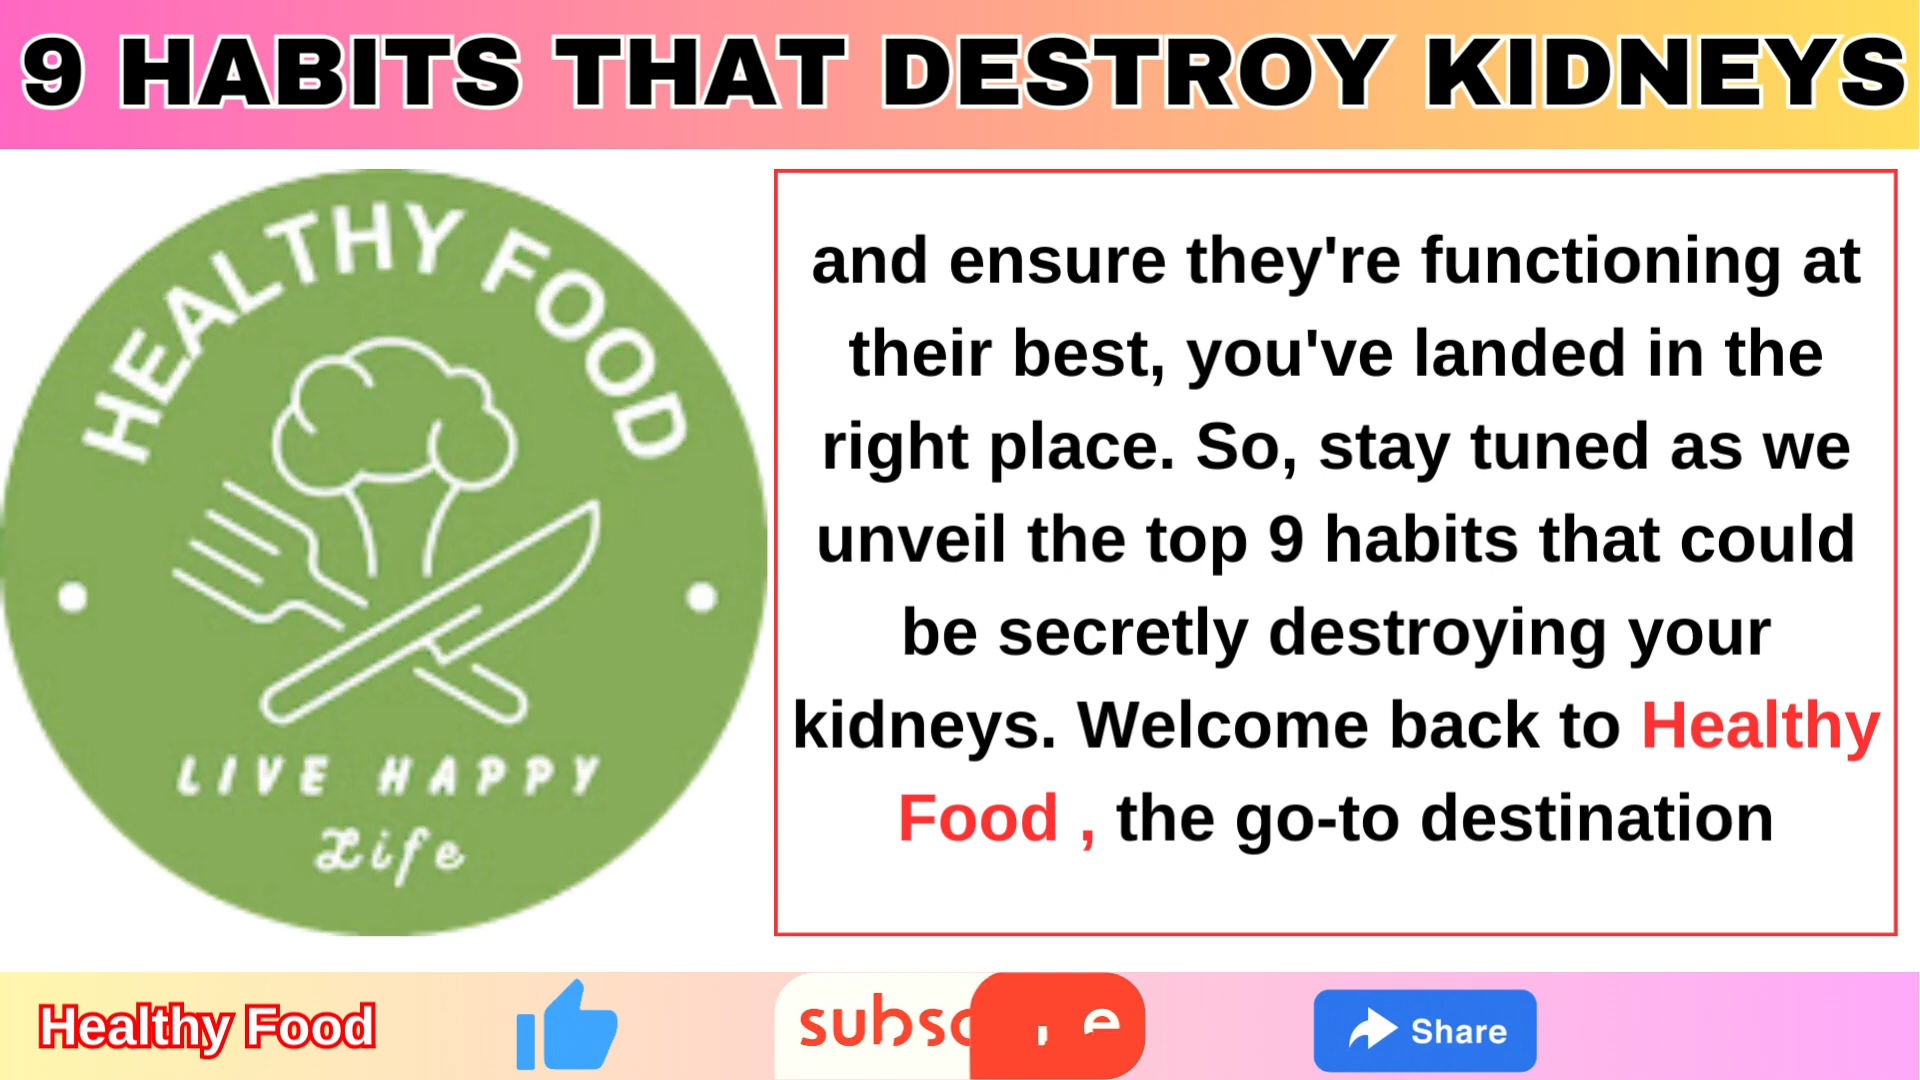 9 HABITS THAT DESTROY KIDNEYS
HEALTHY FOOD
LIVE HAPPY
Life
and ensure they're functioning at
their best, you've landed in the
right place. So, stay tuned as we
unveil the top 9 habits that could
be secretly destroying your
kidneys. Welcome back to Healthy
Food , the go-to destination
Healthy Food
Share